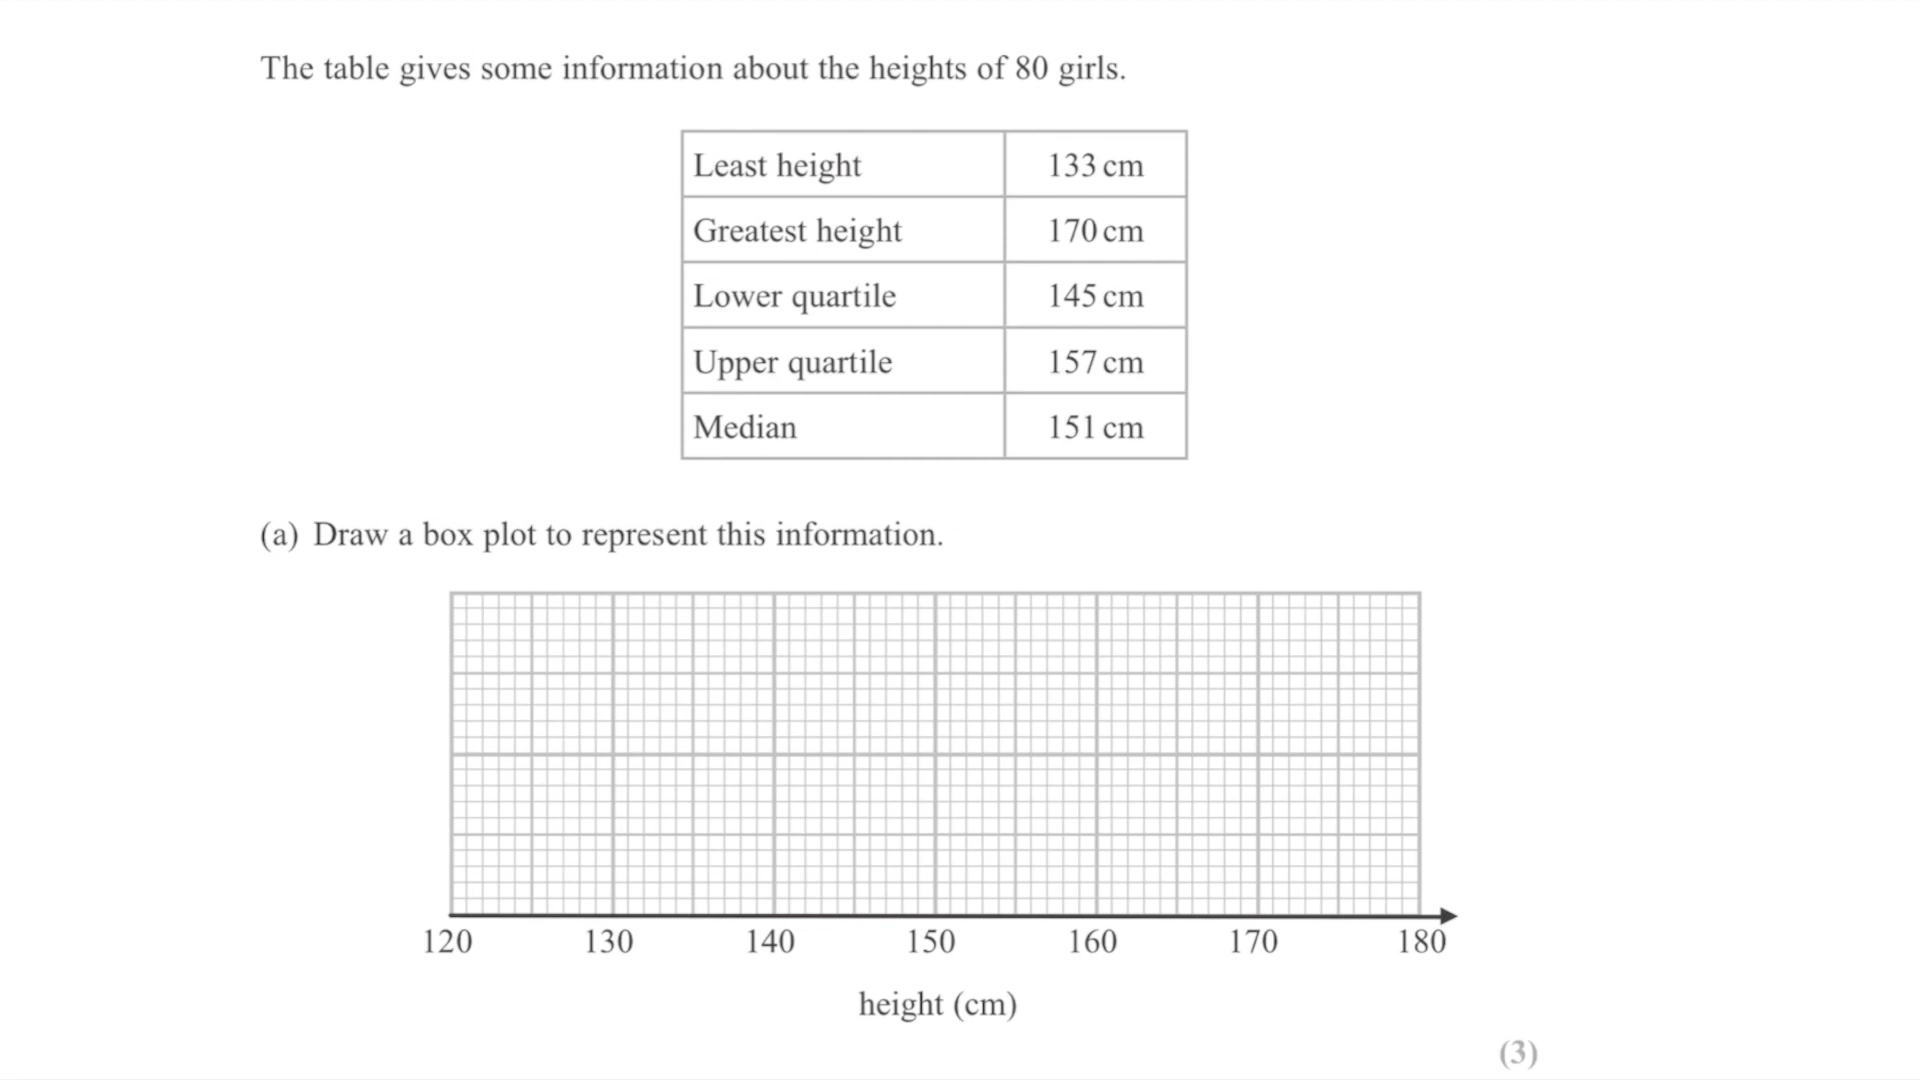 The table gives some information about the heights of 80 girls.
Least height 133 cm
Greatest height 170 cm
Lower quartile 145 cm
Upper quartile 157 cm
Median 151 cm
(a) Draw a box plot to represent this information.
120 130 140 150 160 170 180
height (cm)
(3)